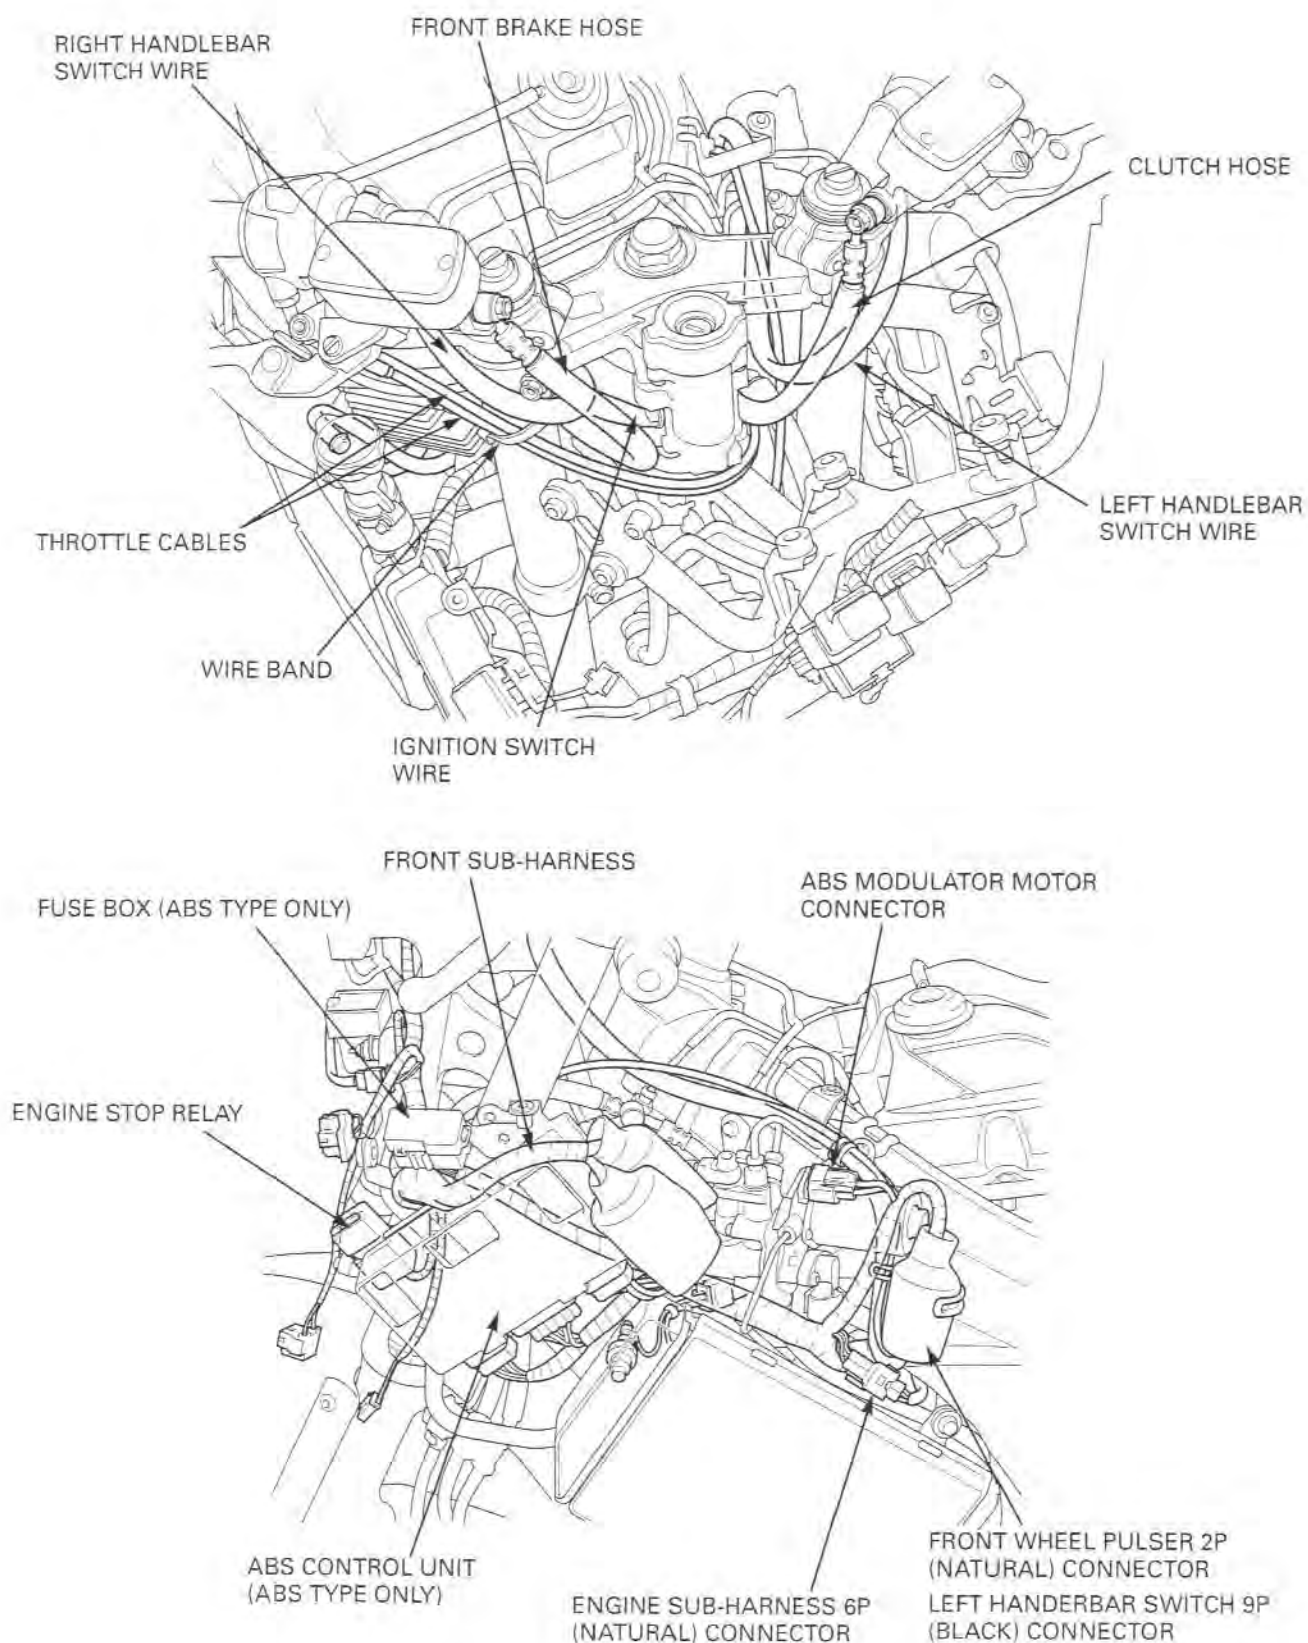 FRONT BRAKE HOSE
RIGHT HANDLEBAR
SWITCH WIRE
CLUTCH HOSE
THROTTLE CABLES
LEFT HANDLEBAR
SWITCH WIRE
WIRE BAND
IGNITION SWITCH
WIRE
FRONT SUB-HARNESS
ABS MODULATOR MOTOR
CONNECTOR
FUSE BOX (ABS TYPE ONLY)
ENGINE STOP RELAY
ABS CONTROL UNIT
(ABS TYPE ONLY)
ENGINE SUB-HARNESS 6P
(NATURAL) CONNECTOR
FRONT WHEEL PULSER 2P
(NATURAL) CONNECTOR
LEFT HANDERBAR SWITCH 9P
(BLACK) CONNECTOR